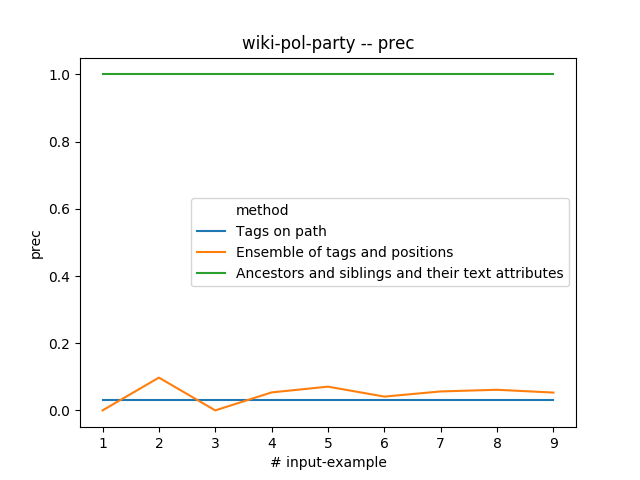 wiki-pol-party -- prec
1.0
0.8
0.6
0.4
0.2
0.0
prec
method
Tags on path
Ensemble of tags and positions
Ancestors and siblings and their text attributes
1 2 3 4 5 6 7 8 9
# input-example